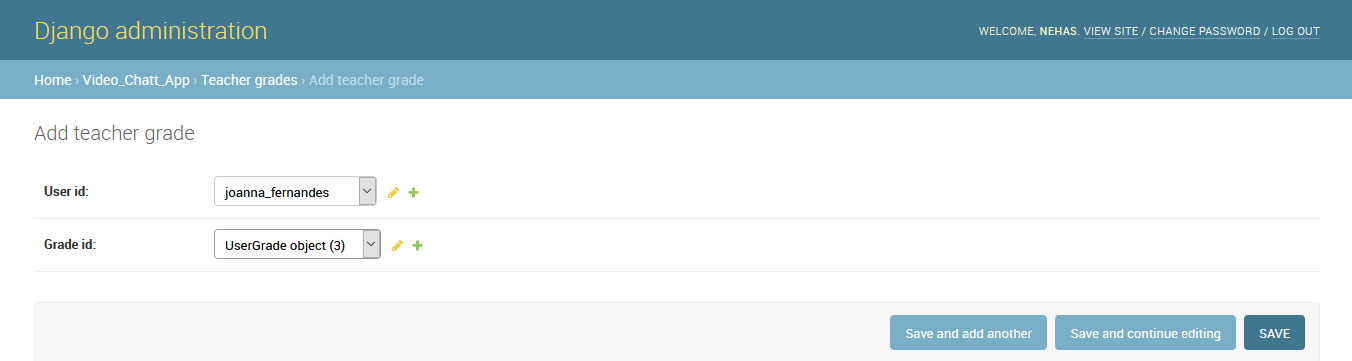 Django administration
WELCOME, NEHAS. VIEW SITE / CHANGE PASSWORD / LOG OUT
Home › Video_Chatt_App › Teacher grades › Add teacher grade
Add teacher grade
User id: joanna_fernandes
Grade id: UserGrade object (3)
Save and add another Save and continue editing SAVE